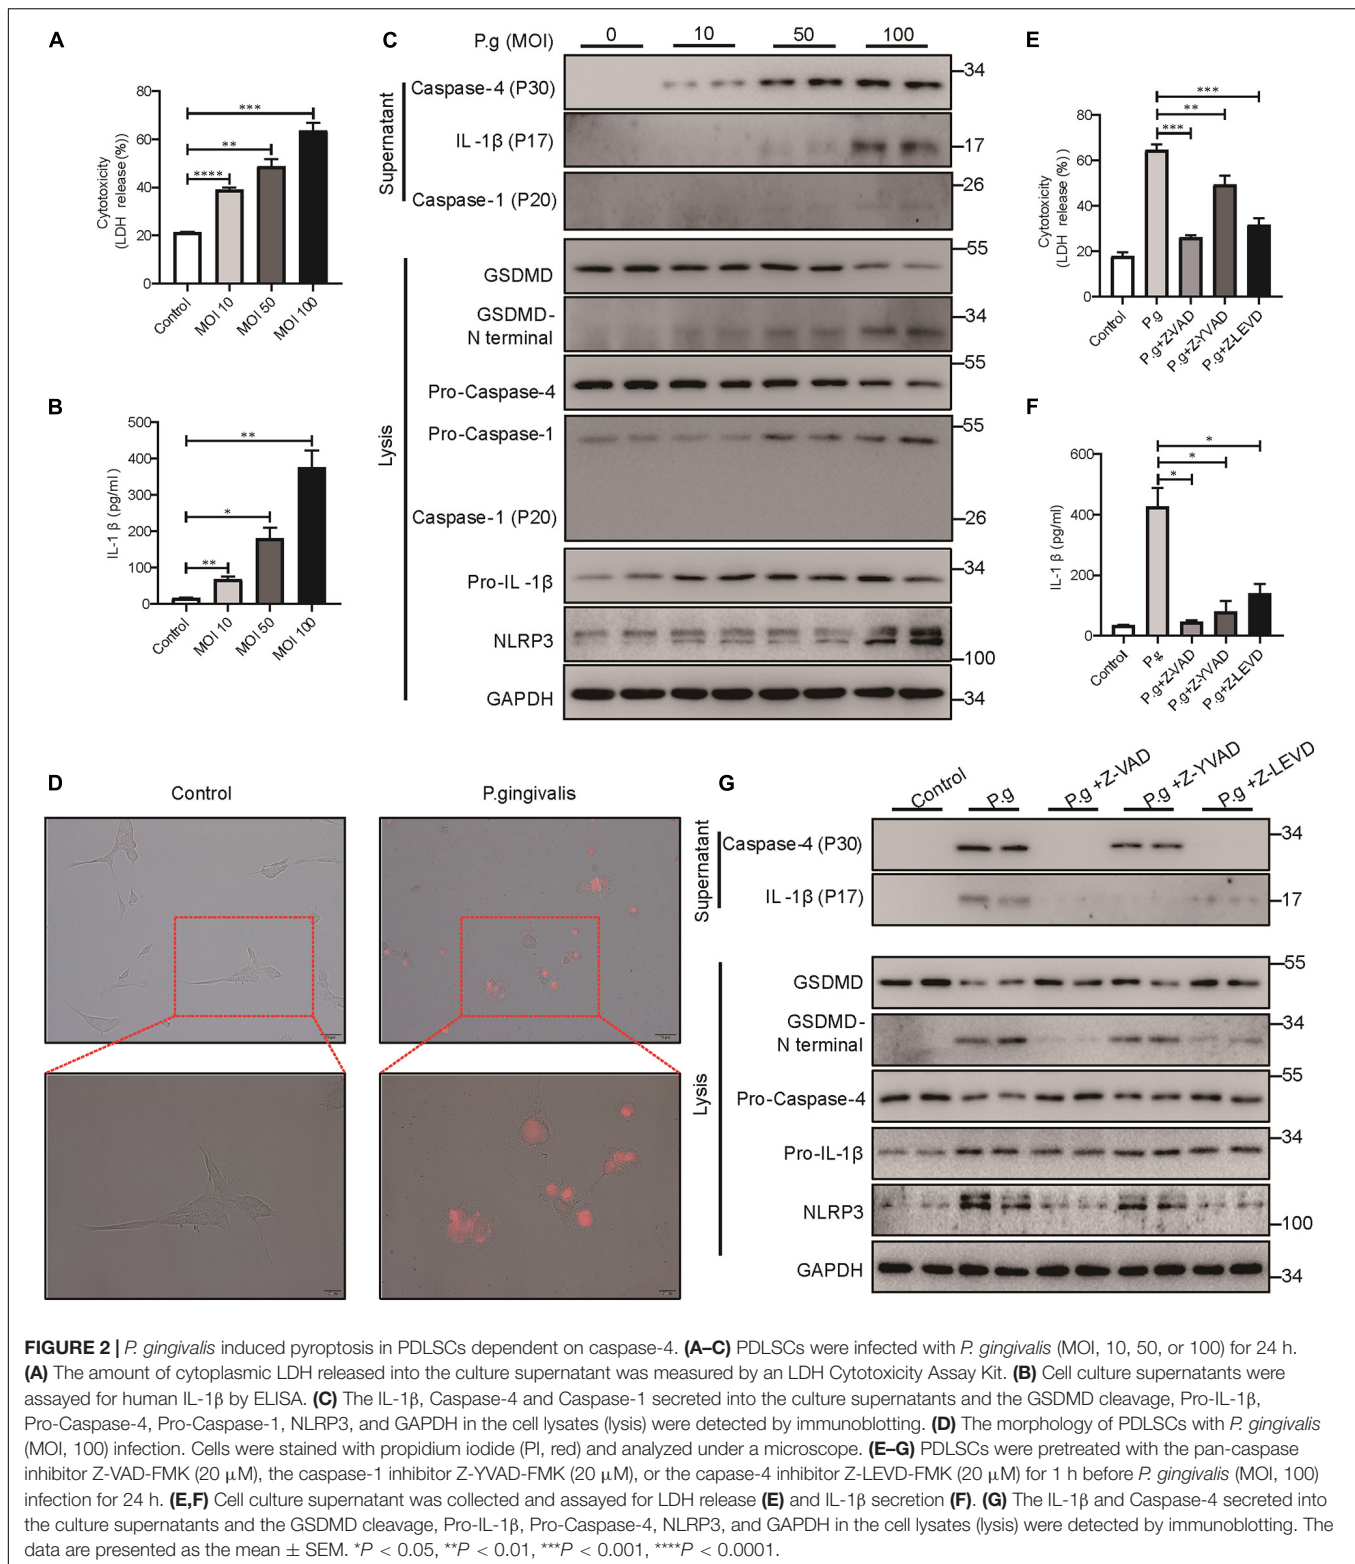 A
80
60
40
20
0
Cytotoxicity
(LDH release (%))
****
**
***
Control
MOI 10
MOI 50
MOI 100
B
500
400
300
200
100
0
IL-1 β (pg/ml)
**
*
**
Control
MOI 10
MOI 50
MOI 100
C
P.g (MOI) 0 10 50 100
Supernatant
Caspase-4 (P30) 34
IL -1β (P17) 17
Caspase-1 (P20) 26
Lysis
GSDMD 55
GSDMD-
N terminal 34
Pro-Caspase-4 55
Pro-Caspase-1 55
Caspase-1 (P20) 26
Pro-IL -1β 34
NLRP3 100
GAPDH 34
E
80
60
40
20
0
Cytotoxicity
(LDH release (%))
***
**
***
Control
P.g
P.g+Z-VAD
P.g+Z-YVAD
P.g+Z-LEVD
F
600
400
200
0
IL-1 β (pg/ml)
*
*
*
Control
P.g
P.g+Z-VAD
P.g+Z-YVAD
P.g+Z-LEVD
D
Control P.gingivalis
G
Control P.g P.g +Z-VAD P.g +Z-YVAD P.g +Z-LEVD
Supernatant
Caspase-4 (P30) 34
IL -1β (P17) 17
Lysis
GSDMD 55
GSDMD-
N terminal 34
Pro-Caspase-4 55
Pro-IL-1β 34
NLRP3 100
GAPDH 34
FIGURE 2 | P. gingivalis induced pyroptosis in PDLSCs dependent on caspase-4. (A–C) PDLSCs were infected with P. gingivalis (MOI, 10, 50, or 100) for 24 h.
(A) The amount of cytoplasmic LDH released into the culture supernatant was measured by an LDH Cytotoxicity Assay Kit. (B) Cell culture supernatants were
assayed for human IL-1β by ELISA. (C) The IL-1β, Caspase-4 and Caspase-1 secreted into the culture supernatants and the GSDMD cleavage, Pro-IL-1β,
Pro-Caspase-4, Pro-Caspase-1, NLRP3, and GAPDH in the cell lysates (lysis) were detected by immunoblotting. (D) The morphology of PDLSCs with P. gingivalis
(MOI, 100) infection. Cells were stained with propidium iodide (PI, red) and analyzed under a microscope. (E–G) PDLSCs were pretreated with the pan-caspase
inhibitor Z-VAD-FMK (20 μM), the caspase-1 inhibitor Z-YVAD-FMK (20 μM), or the capase-4 inhibitor Z-LEVD-FMK (20 μM) for 1 h before P. gingivalis (MOI, 100)
infection for 24 h. (E,F) Cell culture supernatant was collected and assayed for LDH release (E) and IL-1β secretion (F). (G) The IL-1β and Caspase-4 secreted into
the culture supernatants and the GSDMD cleavage, Pro-IL-1β, Pro-Caspase-4, NLRP3, and GAPDH in the cell lysates (lysis) were detected by immunoblotting. The
data are presented as the mean ± SEM. *P < 0.05, **P < 0.01, ***P < 0.001, ****P < 0.0001.